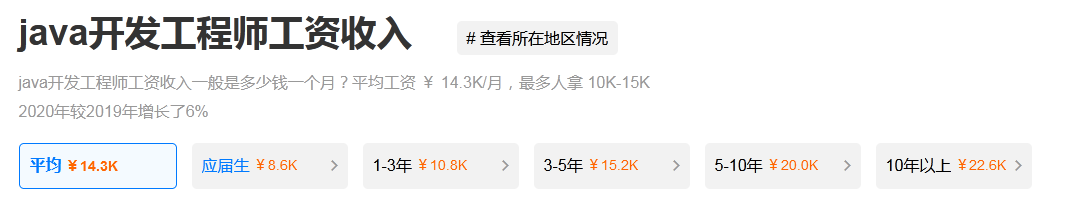 java开发工程师工资收入 # 查看所在地区情况
java开发工程师工资收入一般是多少钱一个月？平均工资 ￥ 14.3K/月，最多人拿 10K-15K
2020年较2019年增长了6%
平均 ￥14.3K 应届生 ￥8.6K 1-3年 ￥10.8K 3-5年 ￥15.2K 5-10年 ￥20.0K 10年以上 ￥22.6K